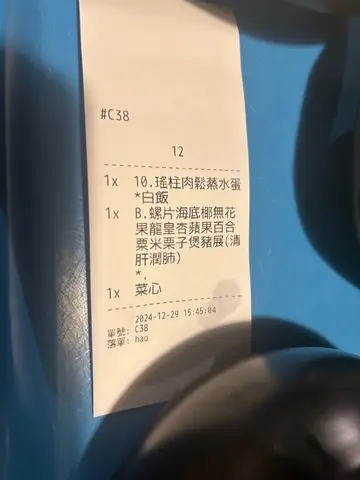 #C38
12
1x 10.瑤柱肉鬆蒸水蛋
*白飯
1x B.螺片海底椰無花
果龍皇杏蘋果百合
粟米栗子煲豬展(清
肝潤肺)
*.
1x 菜心
2024-12-29 15:45:04
單號: C38
落單: hao